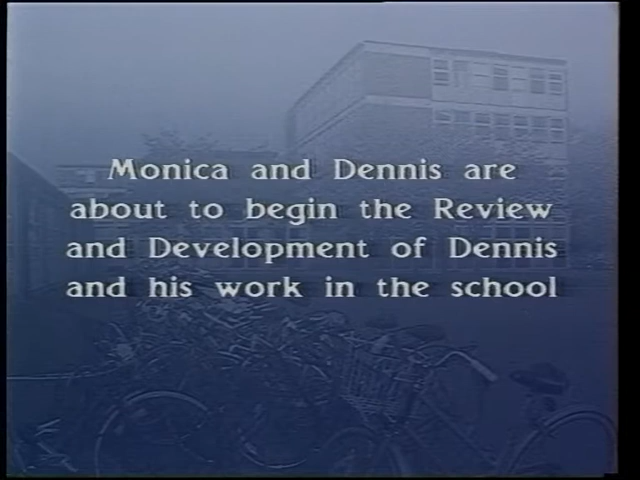 Monica and Dennis are
about to begin the Review
and Development of Dennis
and his work in the school